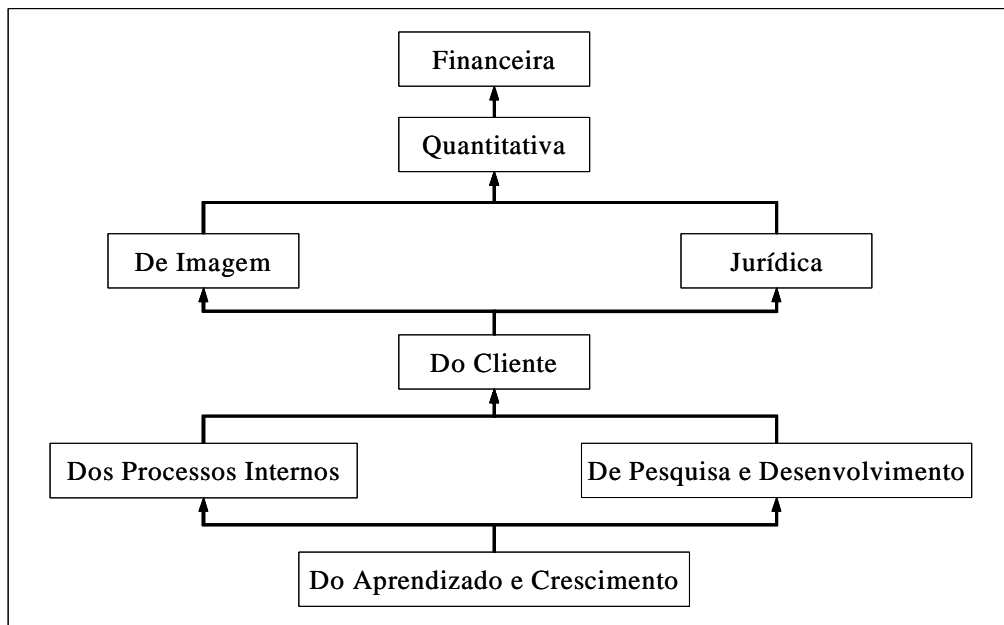 Financeira
Quantitativa
De Imagem
Jurídica
Do Cliente
Dos Processos Internos
De Pesquisa e Desenvolvimento
Do Aprendizado e Crescimento